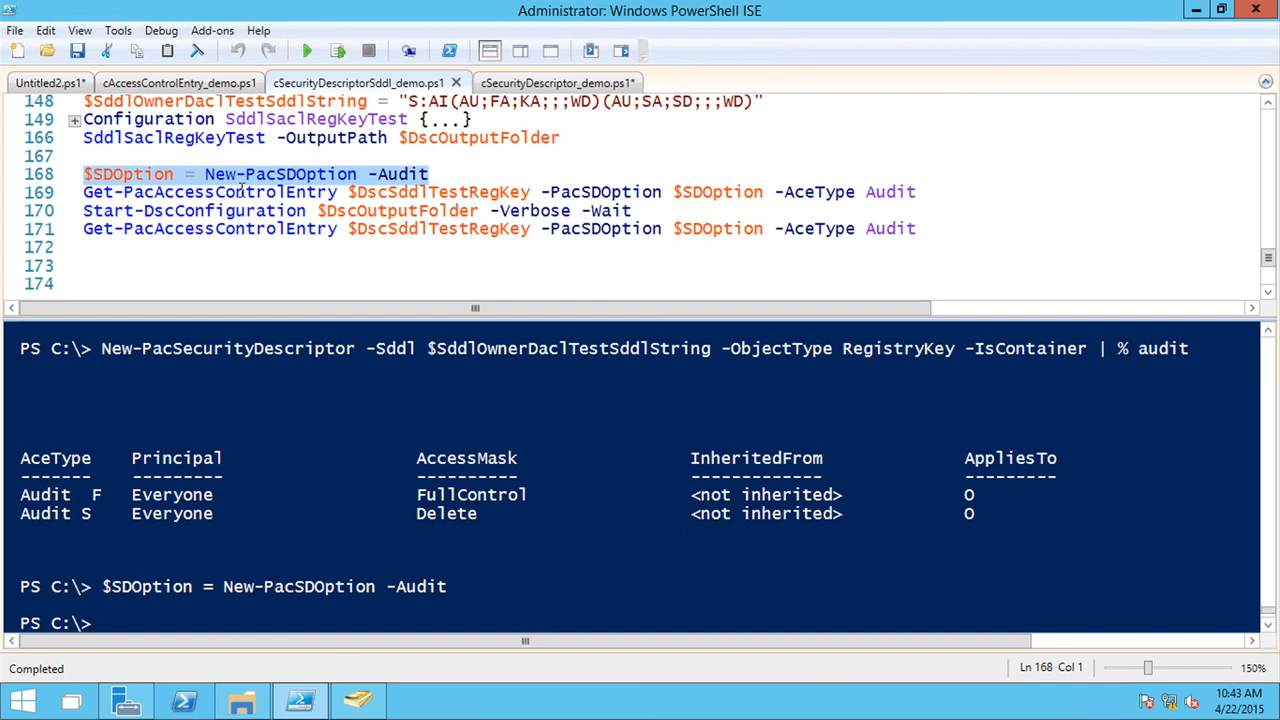 Administrator: Windows PowerShell ISE
File Edit View Tools Debug Add-ons Help
Untitled2.ps1* cAccessControlEntry_demo.ps1 cSecurityDescriptorSddl_demo.ps1 cSecurityDescriptor_demo.ps1*
148 $SddlOwnerDaclTestSddlString = "S:AI(AU;FA;KA;;;WD)(AU;SA;SD;;;WD)"
149 Configuration SddlSaclRegKeyTest {...}
166 SddlSaclRegKeyTest -OutputPath $DscOutputFolder
167
168 $SDOption = New-PacSDOption -Audit
169 Get-PacAccessControlEntry $DscSddlTestRegKey -PacSDOption $SDOption -AceType Audit
170 Start-DscConfiguration $DscOutputFolder -Verbose -Wait
171 Get-PacAccessControlEntry $DscSddlTestRegKey -PacSDOption $SDOption -AceType Audit
172
173
174
PS C:\> New-PacSecurityDescriptor -Sddl $SddlOwnerDaclTestSddlString -ObjectType RegistryKey -IsContainer | % audit
AceType Principal AccessMask InheritedFrom AppliesTo
------- --------- ---------- ------------- ---------
Audit F Everyone FullControl <not inherited> O
Audit S Everyone Delete <not inherited> O
PS C:\> $SDOption = New-PacSDOption -Audit
PS C:\>
Completed Ln 168 Col 1 150%
10:43 AM
4/22/2015